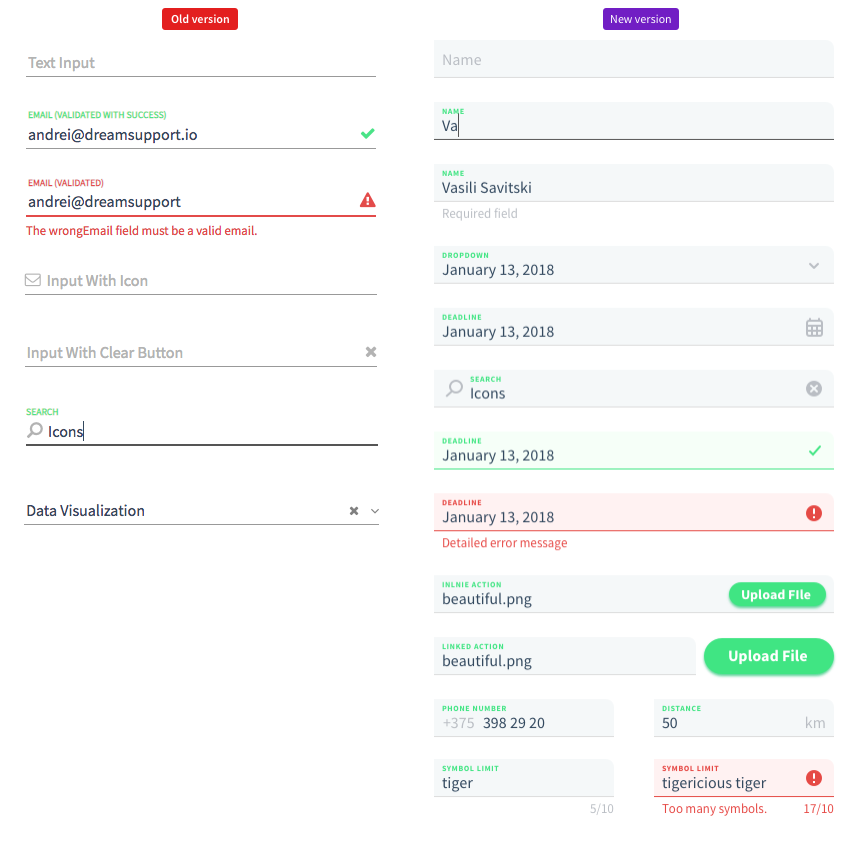 Old version
Text Input
EMAIL (VALIDATED WITH SUCCESS)
andrei@dreamsupport.io
EMAIL (VALIDATED)
andrei@dreamsupport
The wrongEmail field must be a valid email.
Input With Icon
Input With Clear Button
SEARCH
Icons
Data Visualization
New version
Name
NAME
Va
NAME
Vasili Savitski
Required field
DROPDOWN
January 13, 2018
DEADLINE
January 13, 2018
SEARCH
Icons
DEADLINE
January 13, 2018
DEADLINE
January 13, 2018
Detailed error message
INLNIE ACTION
beautiful.png
Upload FIle
LINKED ACTION
beautiful.png
Upload File
PHONE NUMBER
+375 398 29 20
DISTANCE
50 km
SYMBOL LIMIT
tiger
5/10
SYMBOL LIMIT
tigericious tiger
Too many symbols. 17/10